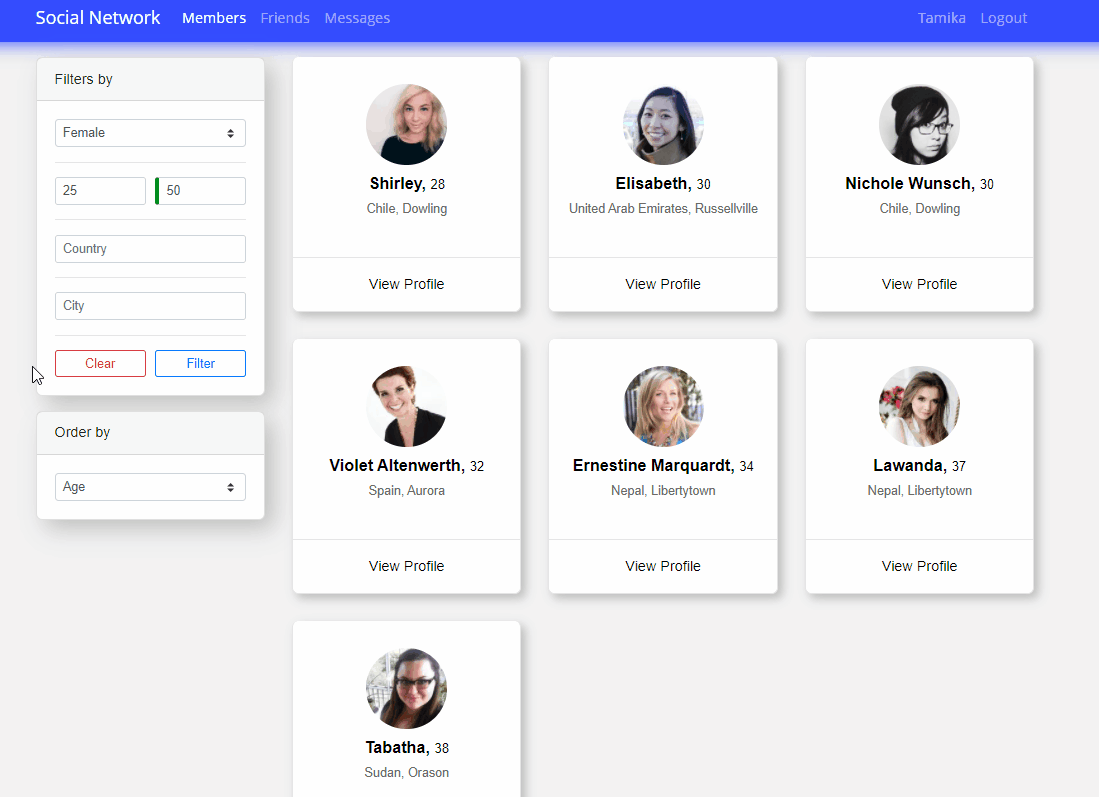 Social Network Members Friends Messages Tamika Logout
Filters by
Female
25 50
Country
City
Clear Filter
Order by
Age
Shirley, 28
Chile, Dowling
View Profile
Elisabeth, 30
United Arab Emirates, Russellville
View Profile
Nichole Wunsch, 30
Chile, Dowling
View Profile
Violet Altenwerth, 32
Spain, Aurora
View Profile
Ernestine Marquardt, 34
Nepal, Libertytown
View Profile
Lawanda, 37
Nepal, Libertytown
View Profile
Tabatha, 38
Sudan, Orason